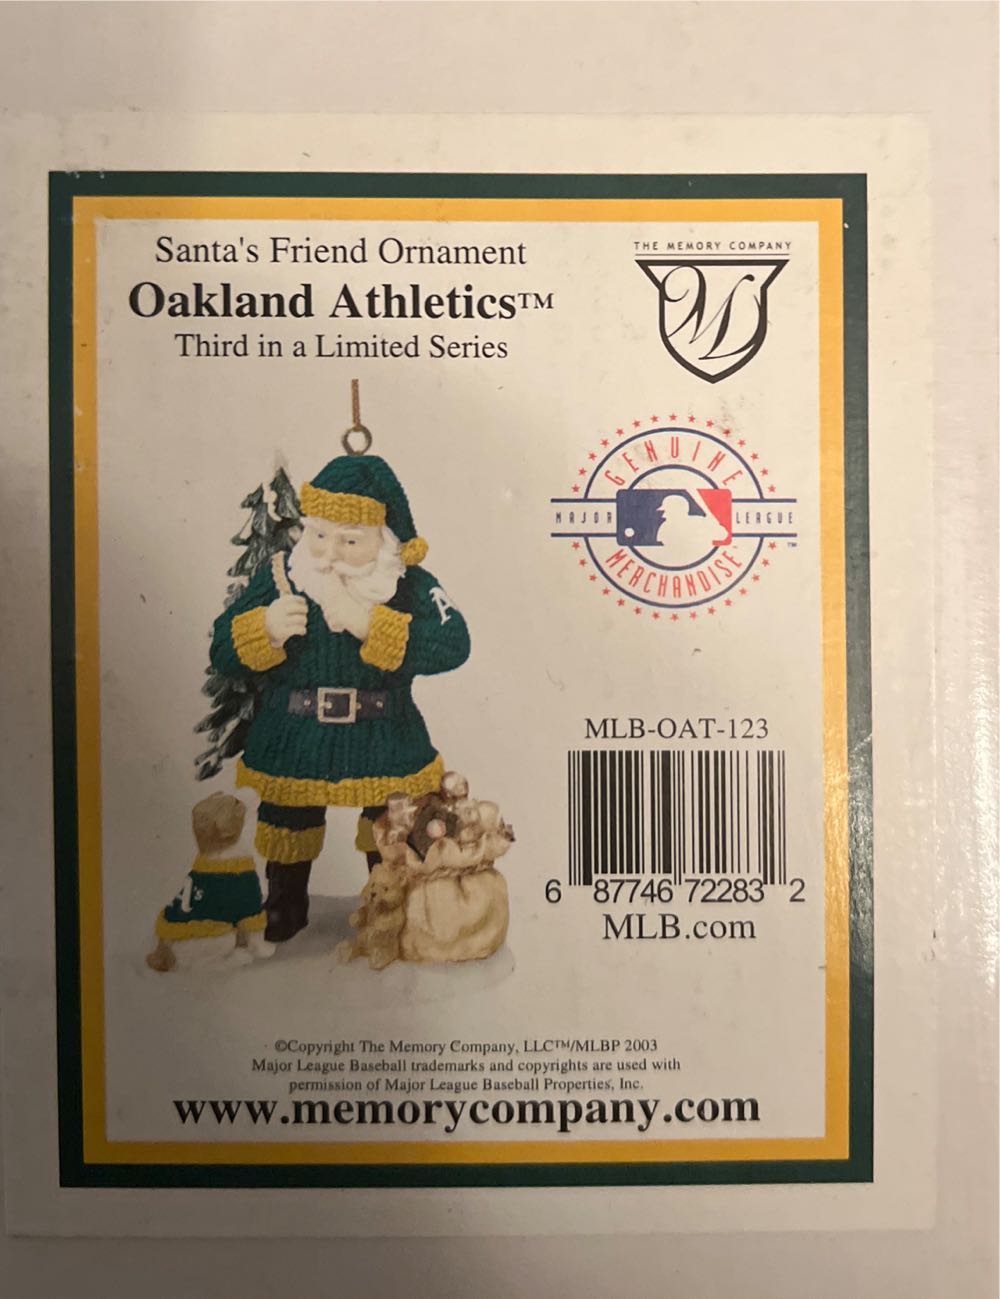 Santa's Friend Ornament
Oakland Athletics™
Third in a Limited Series
THE MEMORY COMPANY
GENUINE
MAJOR LEAGUE™
MERCHANDISE
A
A's
MLB-OAT-123
6 87746 72283 2
MLB.com
©Copyright The Memory Company, LLC™/MLBP 2003
Major League Baseball trademarks and copyrights are used with
permission of Major League Baseball Properties, Inc.
www.memorycompany.com